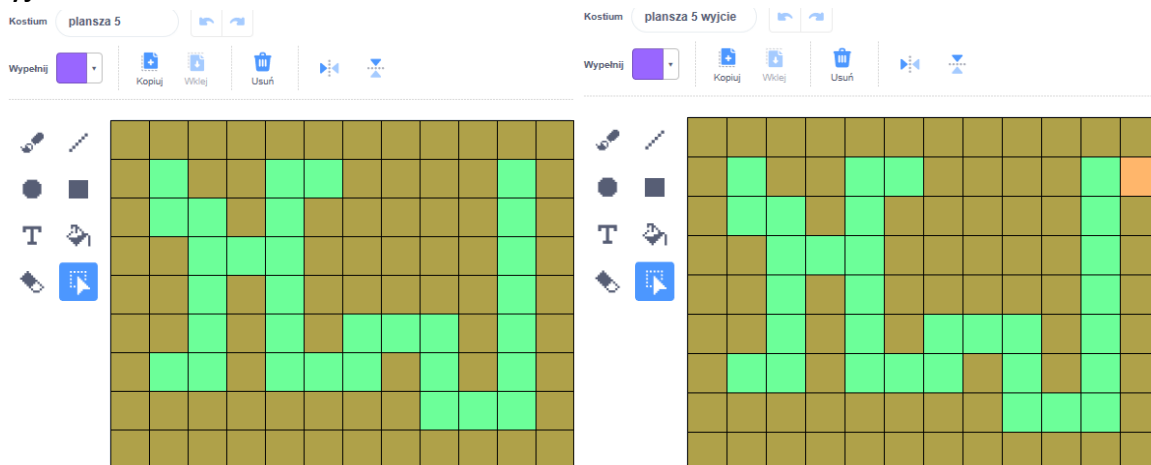 Kostium plansza 5
Wypełnij Kopiuj Wklej Usuń
T
Kostium plansza 5 wyjcie
Wypełnij Kopiuj Wklej Usuń
T